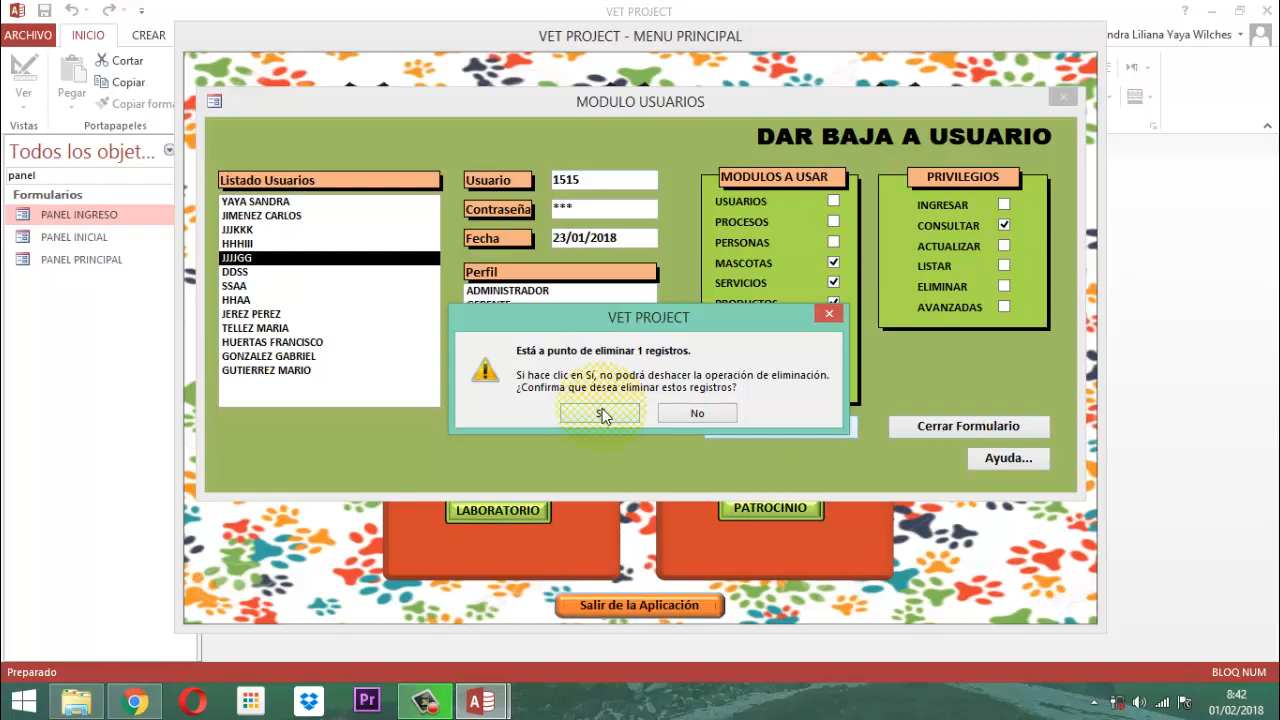 VET PROJECT
ARCHIVO
INICIO
CREAR
ndra Liliana Yaya Wilches
Ver
Pegar
Cortar
Copiar
Copiar forma
Vistas
Portapapeles
Todos los objet...
panel
Formularios
PANEL INGRESO
PANEL INICIAL
PANEL PRINCIPAL
VET PROJECT - MENU PRINCIPAL
MODULO USUARIOS
DAR BAJA A USUARIO
Listado Usuarios
YAYA SANDRA
JIMENEZ CARLOS
JJJKKK
HHHIII
JJJJGG
DDSS
SSAA
HHAA
JEREZ PEREZ
TELLEZ MARIA
HUERTAS FRANCISCO
GONZALEZ GABRIEL
GUTIERREZ MARIO
Usuario
1515
Contraseña
***
Fecha
23/01/2018
Perfil
ADMINISTRADOR
MODULOS A USAR
USUARIOS
PROCESOS
PERSONAS
MASCOTAS
SERVICIOS
PRIVILEGIOS
INGRESAR
CONSULTAR
ACTUALIZAR
LISTAR
ELIMINAR
AVANZADAS
VET PROJECT
Está a punto de eliminar 1 registros.
Si hace clic en Sí, no podrá deshacer la operación de eliminación.
¿Confirma que desea eliminar estos registros?
No
Cerrar Formulario
Ayuda...
LABORATORIO
PATROCINIO
Salir de la Aplicación
Preparado
BLOQ NUM
Pr
8:42
01/02/2018